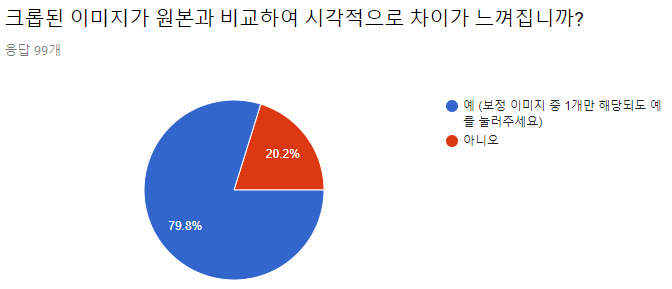 크롭된 이미지가 원본과 비교하여 시각적으로 차이가 느껴집니까?
응답 99개
예 (보정 이미지 중 1개만 해당되도 예
를 눌러주세요)
아니오
20.2%
79.8%